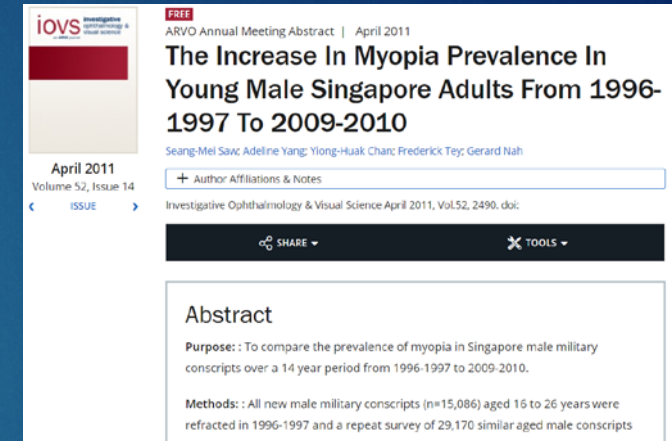 iovs investigative
ophthalmology &
visual science
April 2011
Volume 52, Issue 14
‹ ISSUE ›
FREE
ARVO Annual Meeting Abstract | April 2011
The Increase In Myopia Prevalence In
Young Male Singapore Adults From 1996-
1997 To 2009-2010
Seang-Mei Saw; Adeline Yang; Yiong-Huak Chan; Frederick Tey; Gerard Nah
+ Author Affiliations & Notes
Investigative Ophthalmology & Visual Science April 2011, Vol.52, 2490. doi:
SHARE
TOOLS
Abstract
Purpose: : To compare the prevalence of myopia in Singapore male military
conscripts over a 14 year period from 1996-1997 to 2009-2010.
Methods: : All new male military conscripts (n=15,086) aged 16 to 26 years were
refracted in 1996-1997 and a repeat survey of 29,170 similar aged male conscripts